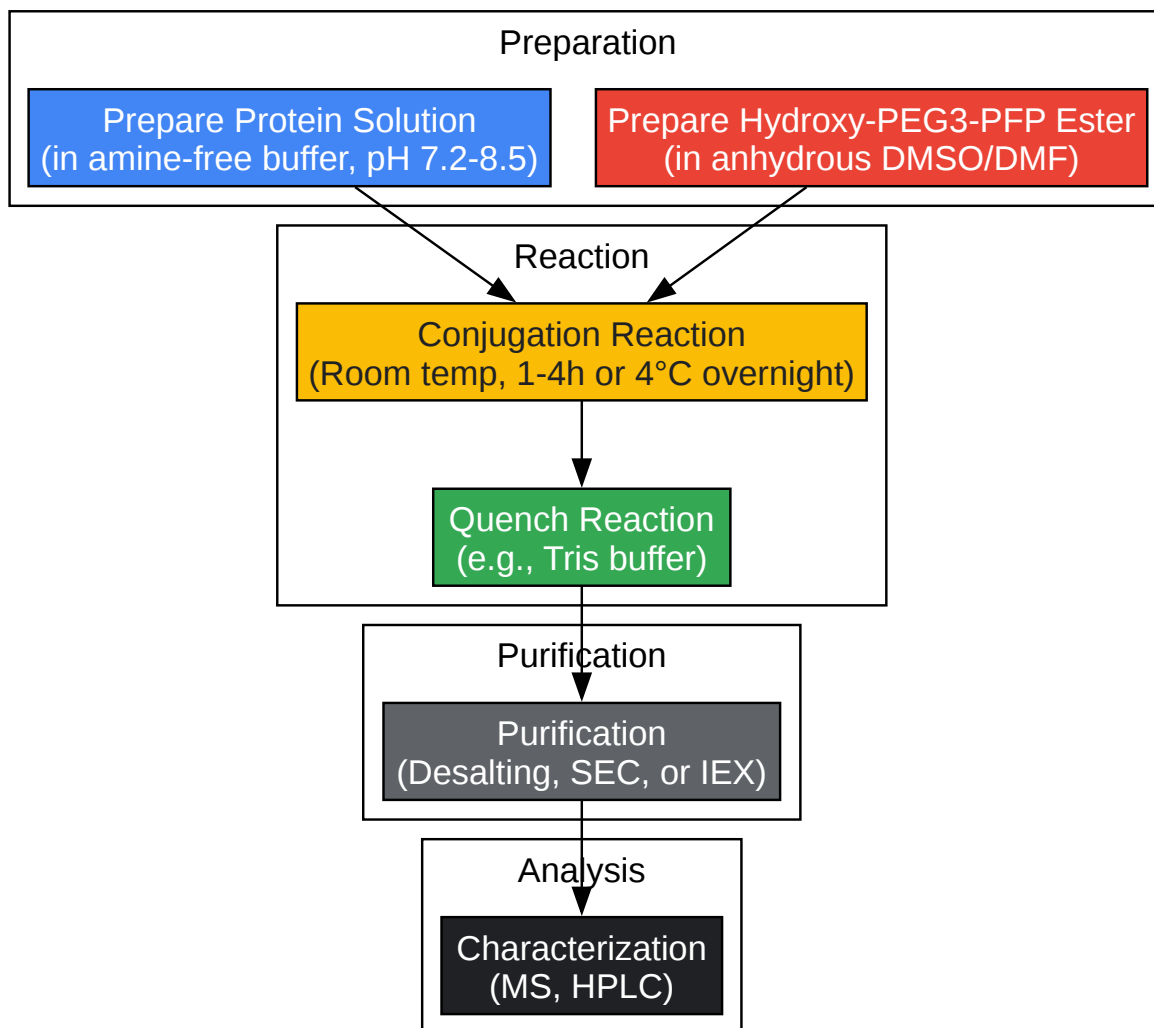 Preparation
Prepare Protein Solution
(in amine-free buffer, pH 7.2-8.5)
Prepare Hydroxy-PEG3-PFP Ester
(in anhydrous DMSO/DMF)
Reaction
Conjugation Reaction
(Room temp, 1-4h or 4°C overnight)
Quench Reaction
(e.g., Tris buffer)
Purification
Purification
(Desalting, SEC, or IEX)
Analysis
Characterization
(MS, HPLC)